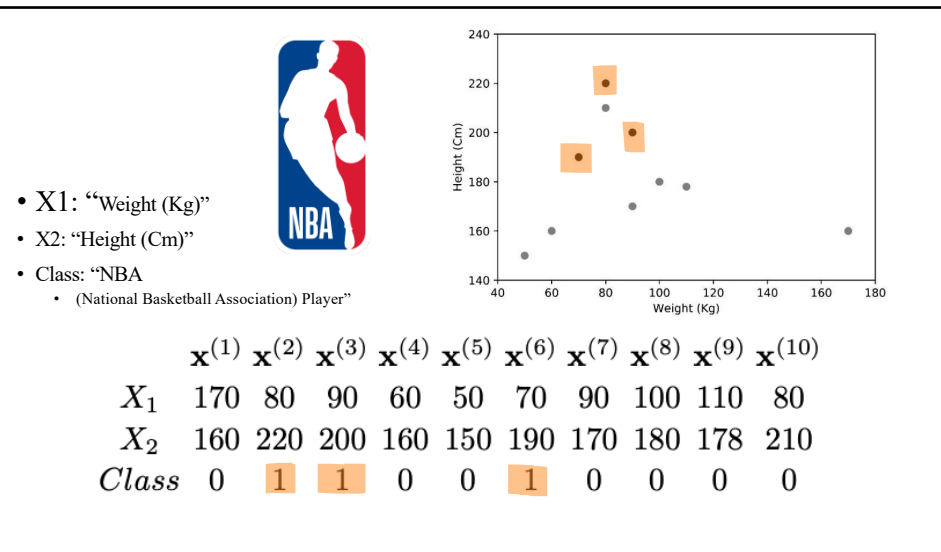 NBA
• X1: “Weight (Kg)”
• X2: “Height (Cm)”
• Class: “NBA
• (National Basketball Association) Player”
240
220
200
180
160
140
Height (Cm)
40 60 80 100 120 140 160 180
Weight (Kg)
x(1) x(2) x(3) x(4) x(5) x(6) x(7) x(8) x(9) x(10)
X1 170 80 90 60 50 70 90 100 110 80
X2 160 220 200 160 150 190 170 180 178 210
Class 0 1 1 0 0 1 0 0 0 0